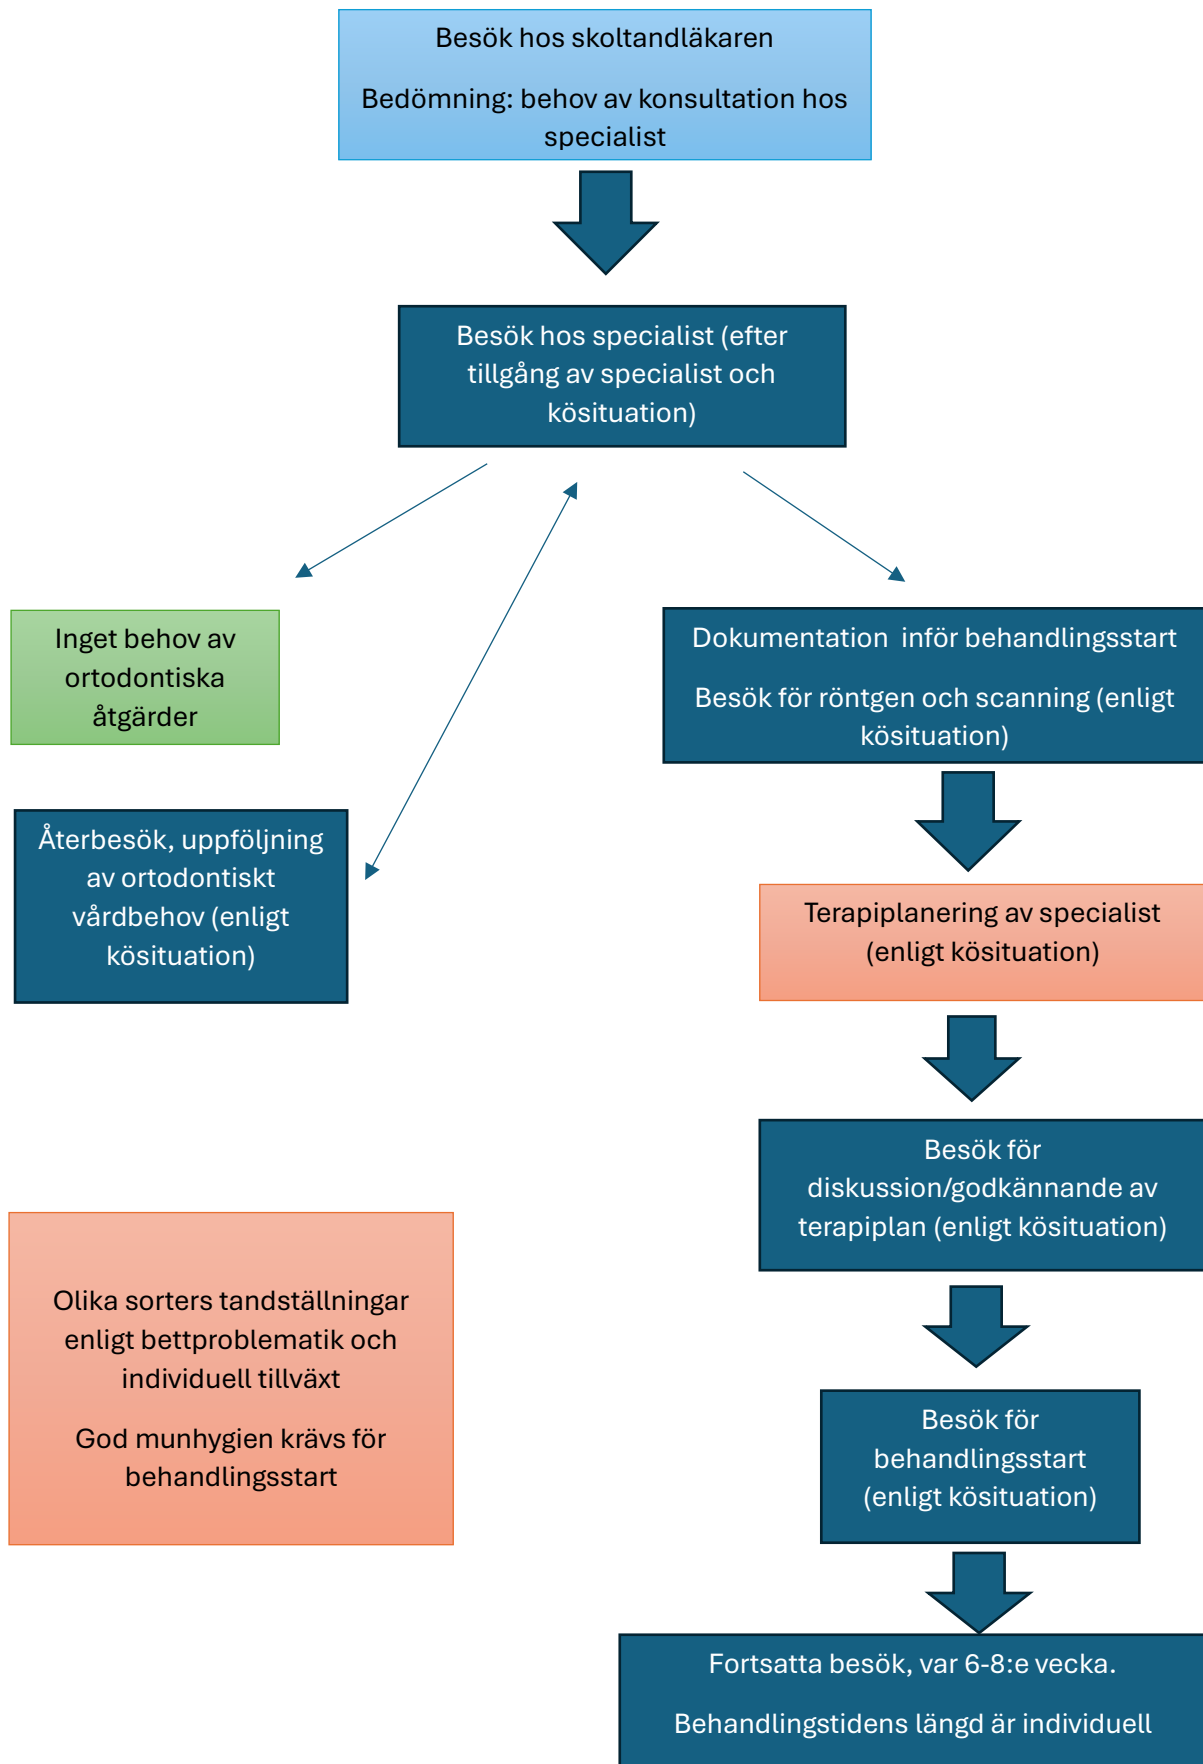 Besök hos skoltandläkaren
Bedömning: behov av konsultation hos
specialist
Besök hos specialist (efter
tillgång av specialist och
kösituation)
Inget behov av
ortodontiska
åtgärder
Dokumentation  inför behandlingsstart
Besök för röntgen och scanning (enligt
kösituation)
Återbesök, uppföljning
av ortodontiskt
vårdbehov (enligt
kösituation)
Terapiplanering av specialist
(enligt kösituation)
Besök för
diskussion/godkännande av
terapiplan (enligt kösituation)
Olika sorters tandställningar
enligt bettproblematik och
individuell tillväxt
God munhygien krävs för
behandlingsstart
Besök för
behandlingsstart
(enligt kösituation)
Fortsatta besök, var 6-8:e vecka.
Behandlingstidens längd är individuell